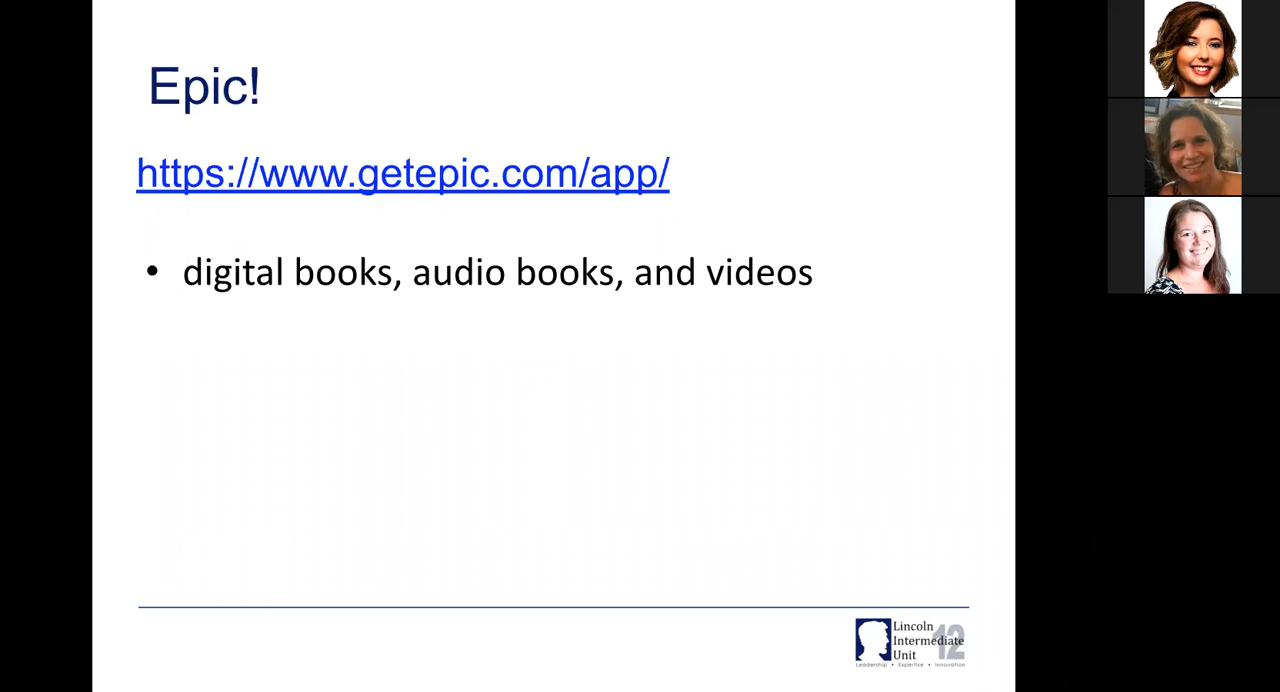 Epic!
https://www.getepic.com/app/
• digital books, audio books, and videos
Lincoln
Intermediate
Unit
12
Leadership • Expertise • Innovation